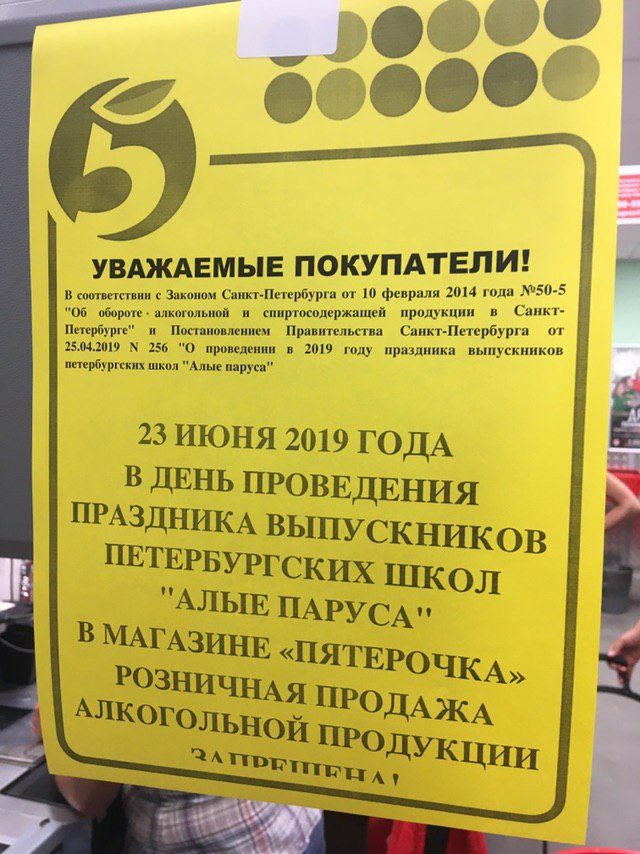 5
УВАЖАЕМЫЕ ПОКУПАТЕЛИ!
В соответствии с Законом Санкт-Петербурга от 10 февраля 2014 года №50-5
"Об обороте алкогольной и спиртосодержащей продукции в Санкт-
Петербурге" и Постановлением Правительства Санкт-Петербурга от
25.04.2019 N 256 "О проведении в 2019 году праздника выпускников
петербургских школ "Алые паруса"
23 ИЮНЯ 2019 ГОДА
В ДЕНЬ ПРОВЕДЕНИЯ
ПРАЗДНИКА ВЫПУСКНИКОВ
ПЕТЕРБУРГСКИХ ШКОЛ
"АЛЫЕ ПАРУСА"
В МАГАЗИНЕ «ПЯТЕРОЧКА»
РОЗНИЧНАЯ ПРОДАЖА
АЛКОГОЛЬНОЙ ПРОДУКЦИИ
ЗАПРЕЩЕНА!